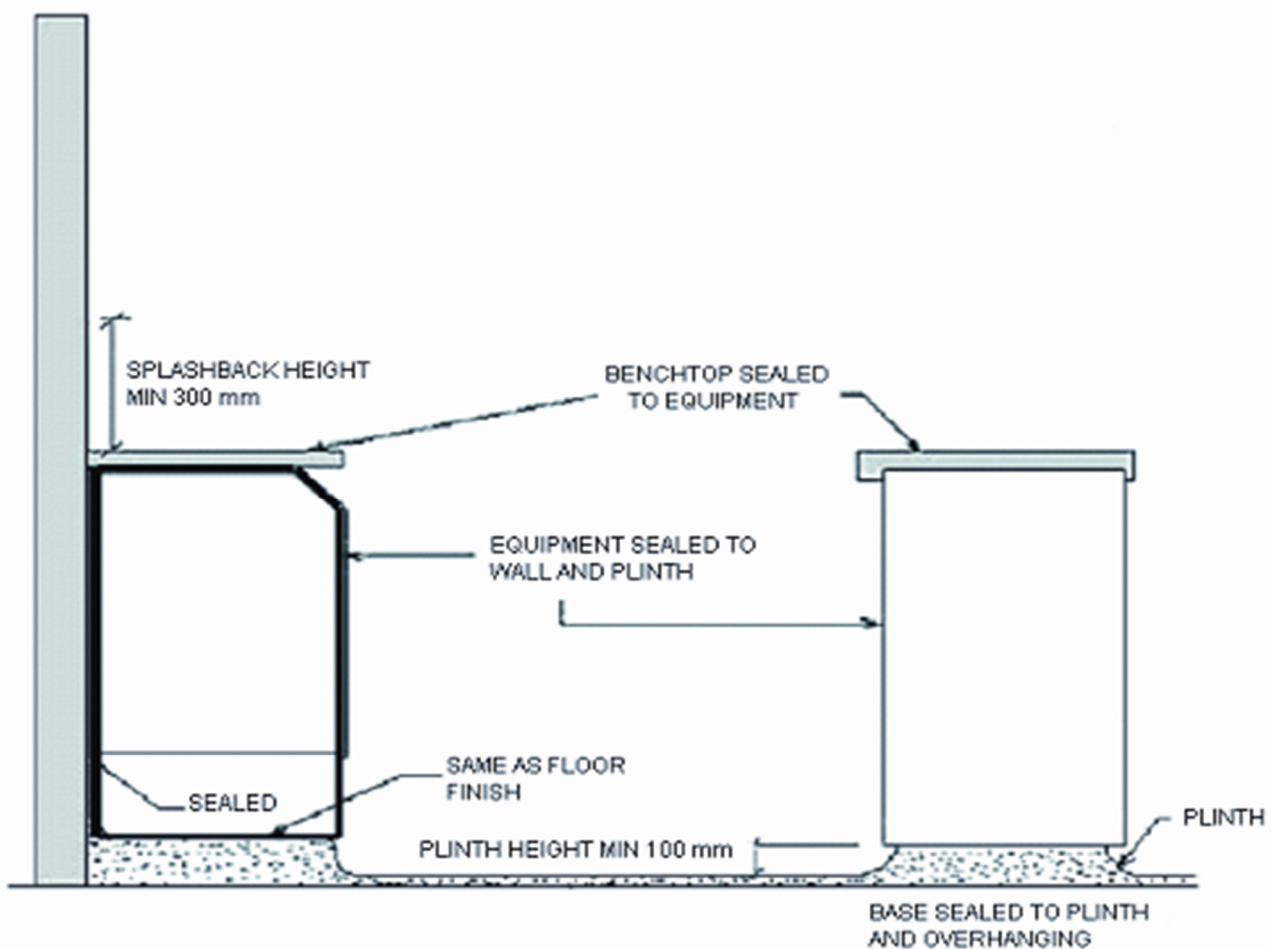 SPLASHBACK HEIGHT
MIN 300 mm
BENCHTOP SEALED
TO EQUIPMENT
EQUIPMENT SEALED TO
WALL AND PLINTH
SAME AS FLOOR
FINISH
SEALED
PLINTH HEIGHT MIN 100 mm
PLINTH
BASE SEALED TO PLINTH
AND OVERHANGING